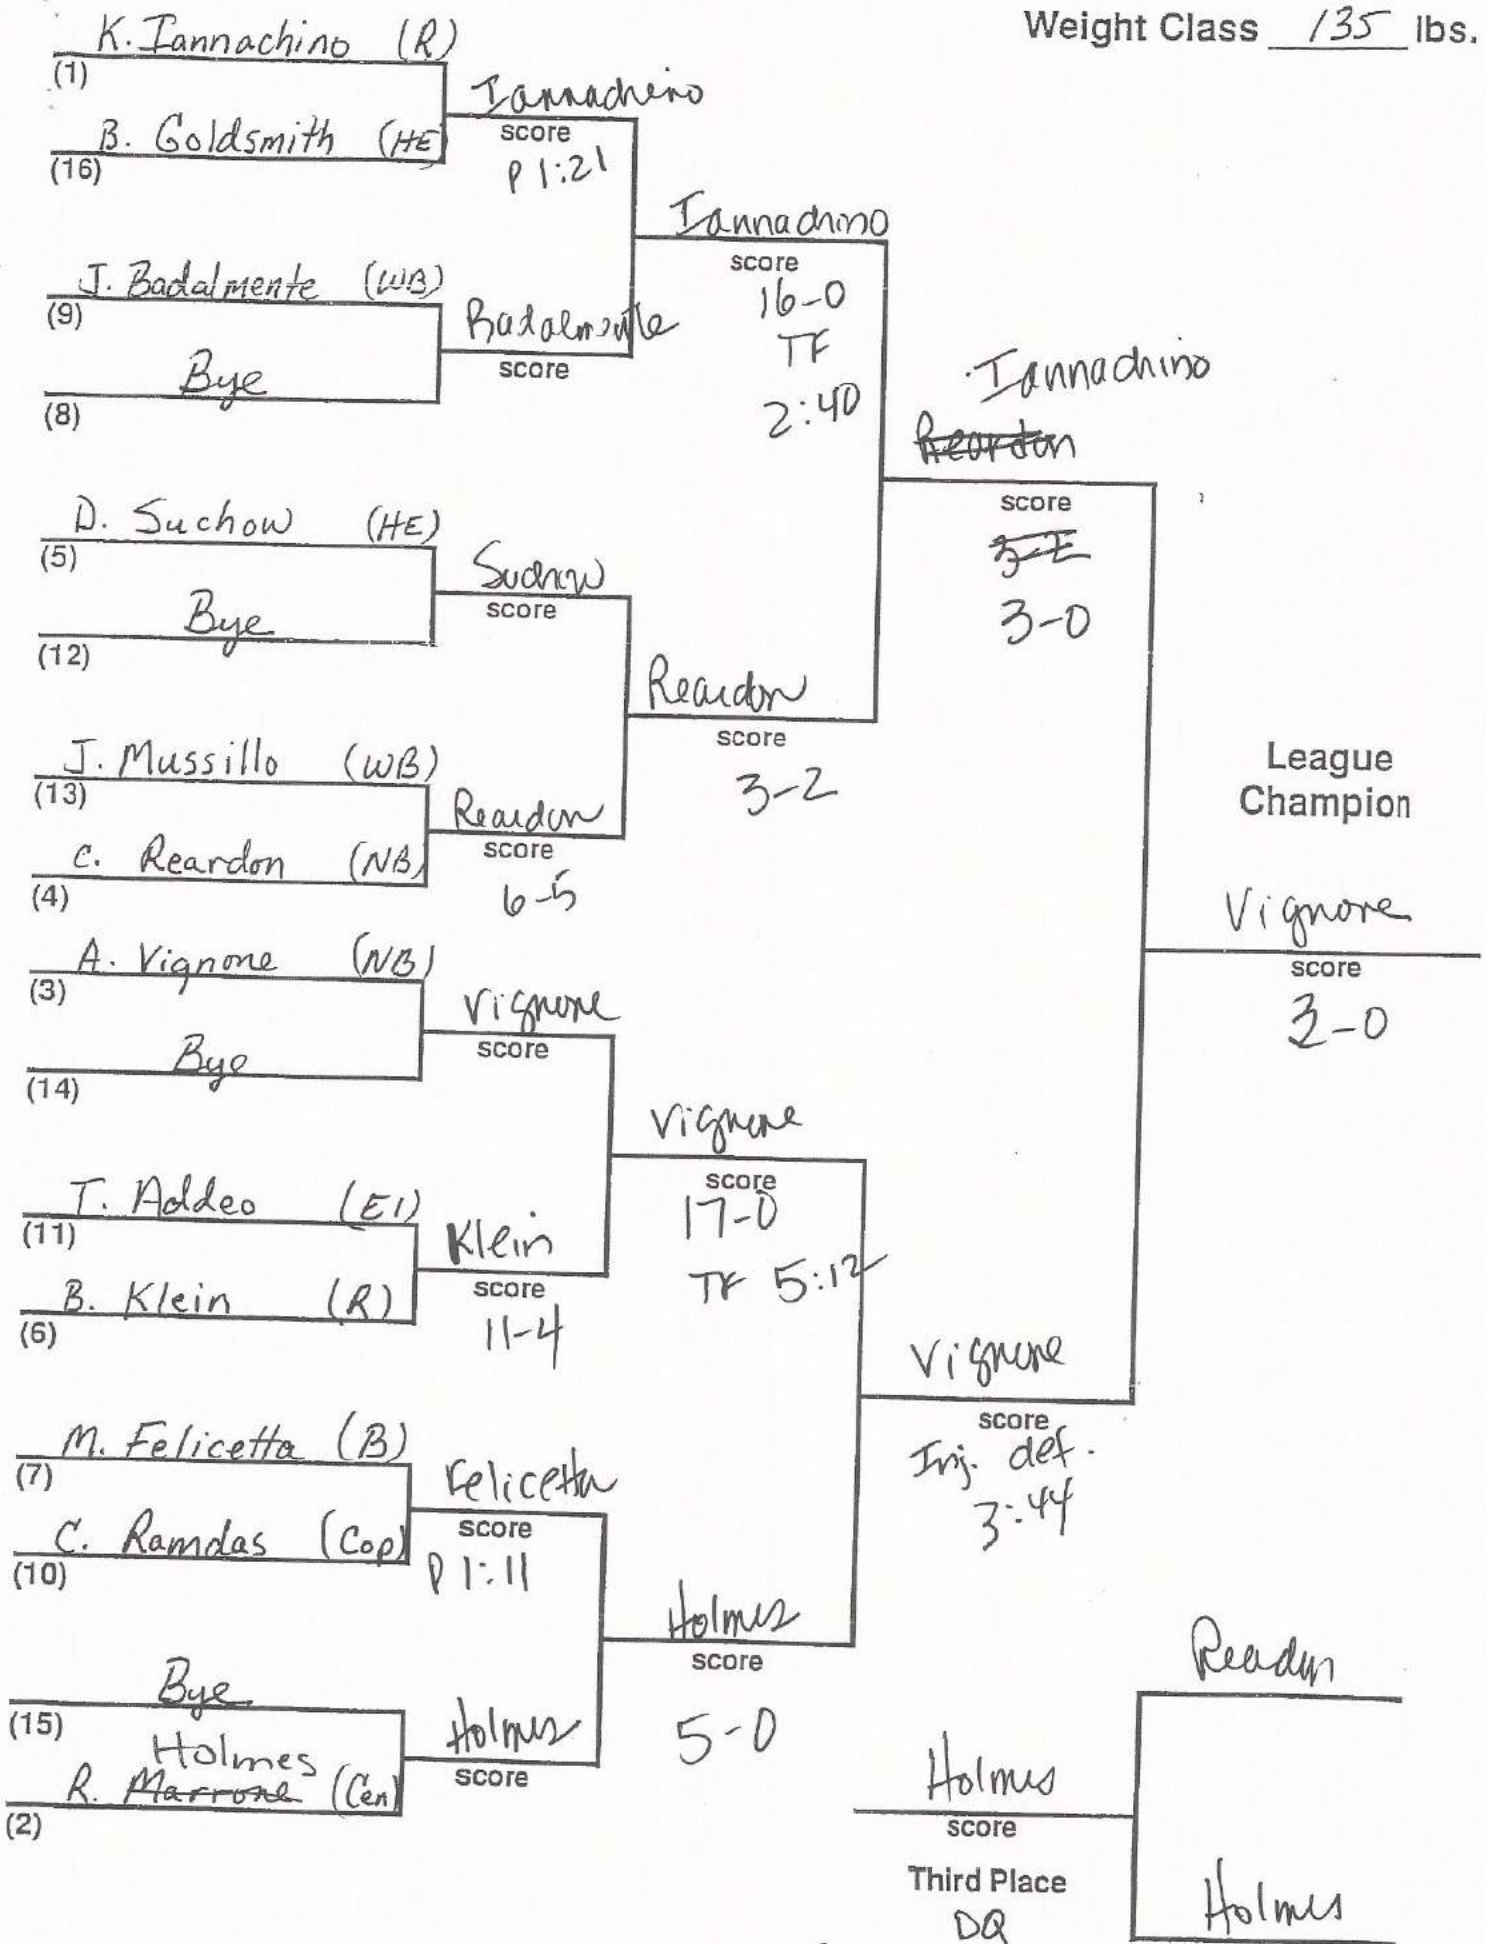 Weight Class 135 lbs.
K. Iannachino (R)
(1)
B. Goldsmith (HE)
(16)
Iannachino
score
P 1:21
J. Badalmente (WB)
(9)
Bye
(8)
Badalmente
score
Iannachino
score
16-0
TF
2:40
D. Suchow (HE)
(5)
Bye
(12)
Suchow
score
J. Mussillo (WB)
(13)
C. Reardon (NB)
(4)
Reardon
score
6-5
Reardon
score
3-2
Iannachino
Reardon
score
3-2
3-0
A. Vignone (NB)
(3)
Bye
(14)
Vignone
score
T. Addeo (EI)
(11)
B. Klein (R)
(6)
Klein
score
11-4
Vignone
score
17-0
TF 5:12
M. Felicetta (B)
(7)
C. Ramdas (Cop)
(10)
Felicetta
score
P 1:11
Bye
(15)
Holmes
R. Marrone (Cen)
(2)
Holmes
score
Holmes
score
5-0
Vignone
score
Inj. def.
3:44
League
Champion
Vignone
score
-0
Readon
Holmes
Holmes
score
Third Place
DQ